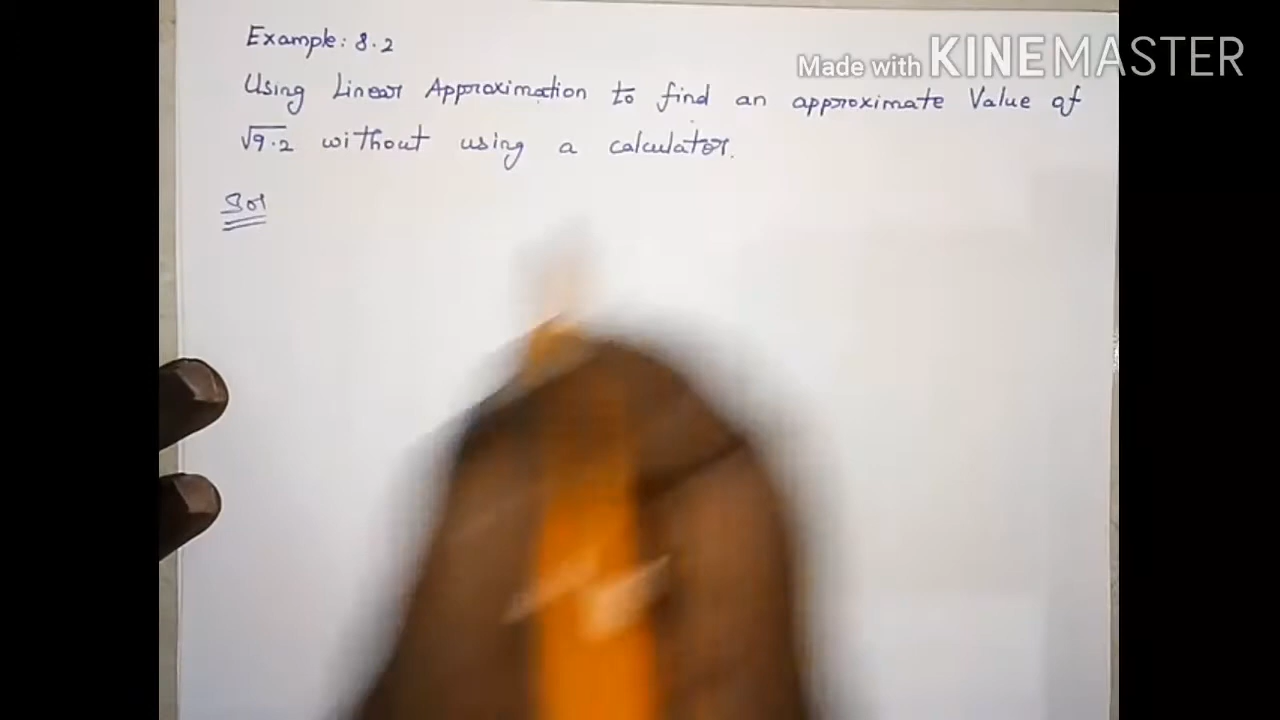 Example: 8.2
Made with KINEMASTER
Using Linear Approximation to find an approximate Value of
√9.2 without using a calculator.
Sol